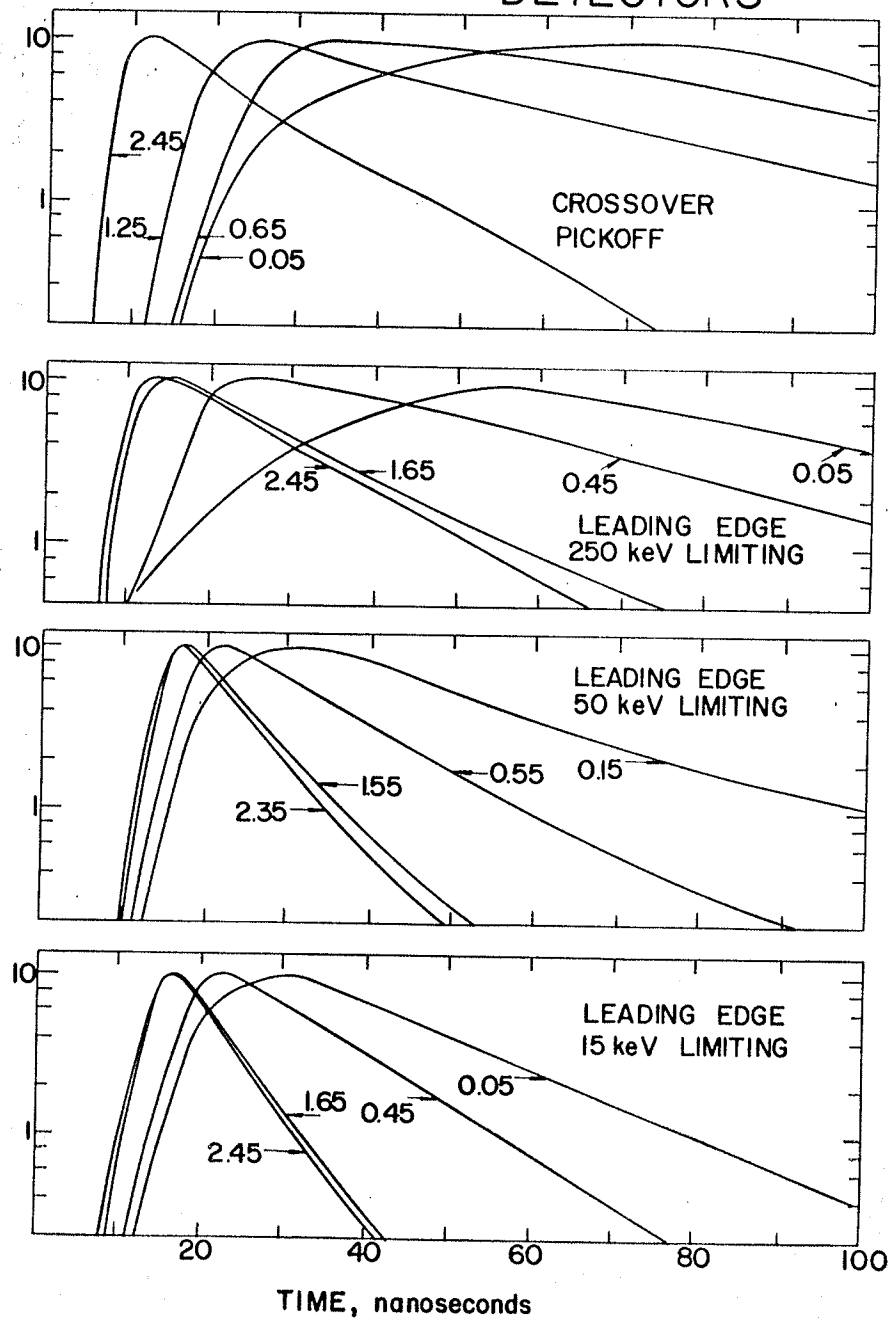 DETECTORS
10
1
2.45
1.25
0.65
0.05
CROSSOVER
PICKOFF
10
1
2.45
1.65
0.45
0.05
LEADING EDGE
250 keV LIMITING
10
1
2.35
1.55
0.55
0.15
LEADING EDGE
50 keV LIMITING
10
1
2.45
1.65
0.45
0.05
LEADING EDGE
15 keV LIMITING
20 40 60 80 100
TIME, nanoseconds